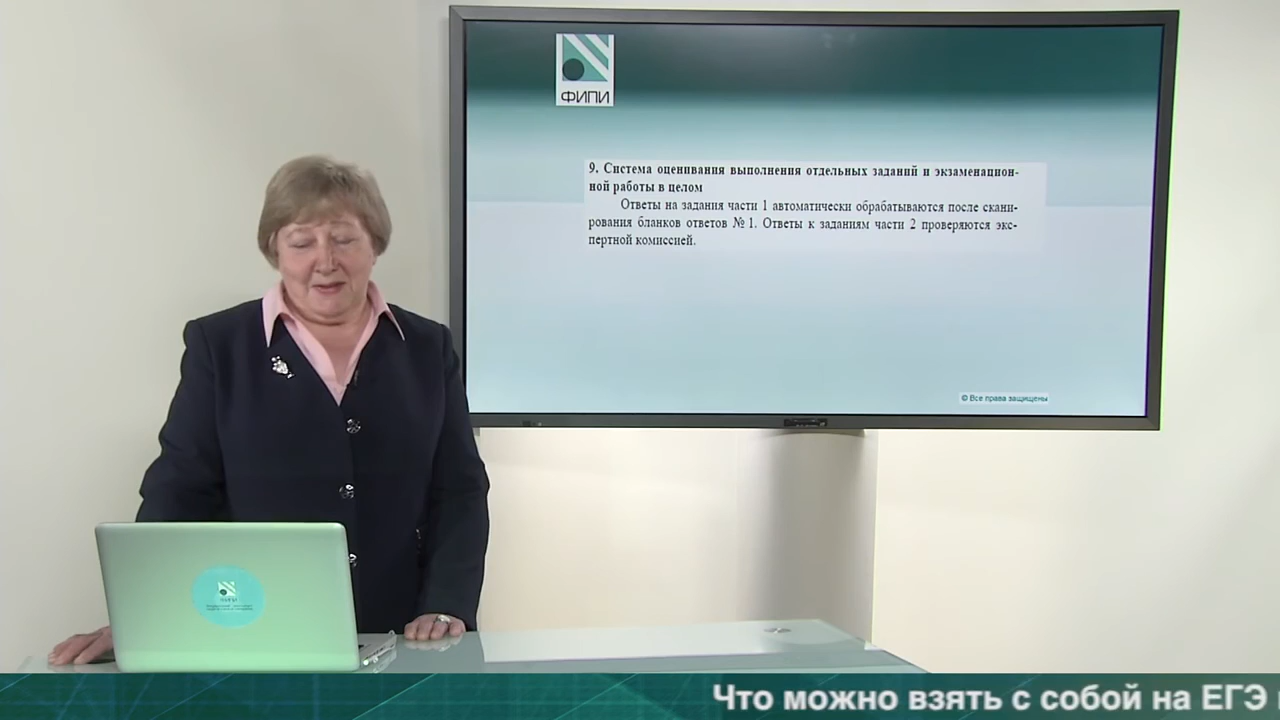 ФИПИ
9. Система оценивания выполнения отдельных заданий и экзаменацион-
ной работы в целом
Ответы на задания части 1 автоматически обрабатываются после скани-
рования бланков ответов № 1. Ответы к заданиям части 2 проверяются экс-
пертной комиссией.
© Все права защищены
Что можно взять с собой на ЕГЭ